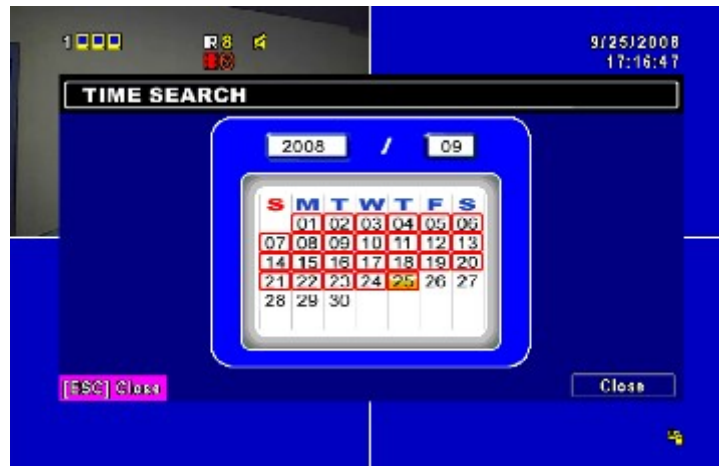 1 R 8 9/25/2008
17:16:47
TIME SEARCH
2008 / 09
S M T W T F S
01 02 03 04 05 06
07 08 09 10 11 12 13
14 15 16 17 18 19 20
21 22 23 24 25 26 27
28 29 30
[ESC] Close Close